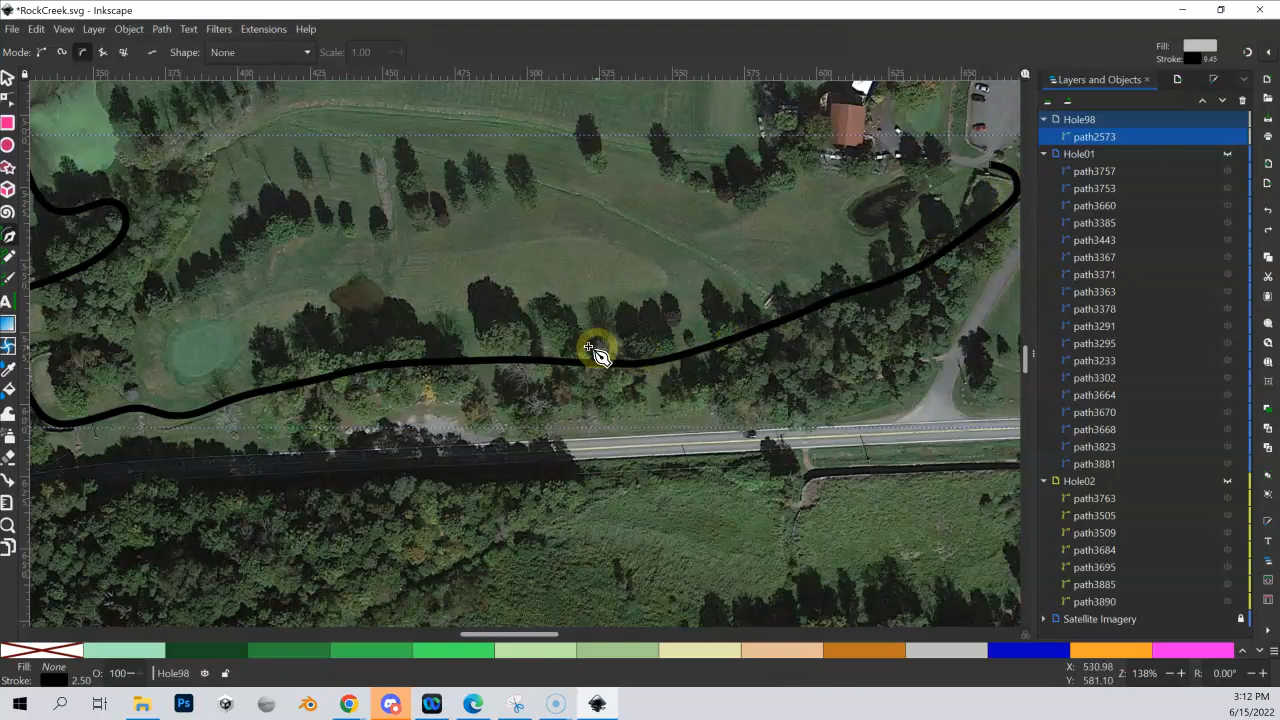 *RockCreek.svg - Inkscape
File Edit View Layer Object Path Text Filters Extensions Help
Mode: Shape: None Scale: 1.00 Fill:
Stroke: 9.45
350 375 400 425 450 475 500 525 550 575 600 625 650
Layers and Objects ×
Hole98
path2573
Hole01
path3757
path3753
path3660
path3385
path3443
path3367
path3371
path3363
path3378
path3291
path3295
path3233
path3302
path3664
path3670
path3668
path3823
path3881
Hole02
path3763
path3505
path3509
path3684
path3695
path3885
path3890
Satellite Imagery
Fill: None O: 100 Hole98 X: 530.98 Z: 138% R: 0.00°
Stroke: 2.50 Y: 581.10
Ps
3:12 PM
6/15/2022